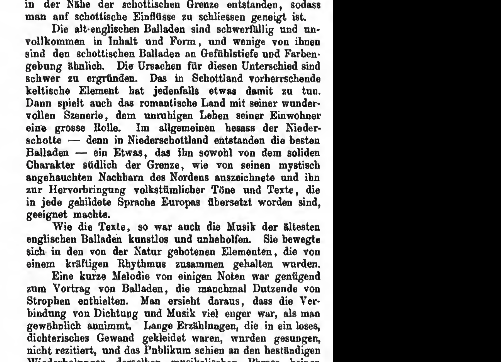 in der Nähe der schottischen Grenze entstanden, sodass
man auf schottische Einflüsse zu schliessen geneigt ist.
Die alt-englischen Balladen sind schwerfällig und un-
vollkommen in Inhalt und Form, und wenige von ihnen
sind den schottischen Balladen an Gefühlstiefe und Farben-
gebung ähnlich. Die Ursachen für diesen Unterschied sind
schwer zu ergründen. Das in Schottland vorherrschende
keltische Element hat jedenfalls etwas damit zu tun.
Dann spielt auch das romantische Land mit seiner wunder-
vollen Szenerie, dem unruhigen Leben seiner Einwohner
eine grosse Rolle. Im allgemeinen besass der Nieder-
schotte — denn in Niederschottland entstanden die besten
Balladen — ein Etwas, das ihn sowohl von dem soliden
Charakter südlich der Grenze, wie von seinen mystisch
angehauchten Nachbarn des Nordens auszeichnete und ihn
zur Hervorbringung volkstümlicher Töne und Texte, die
in jede gebildete Sprache Europas übersetzt worden sind,
geeignet machte.
Wie die Texte, so war auch die Musik der ältesten
englischen Balladen kunstlos und unbeholfen. Sie bewegte
sich in den von der Natur gebotenen Elementen, die von
einem kräftigen Rhythmus zusammen gehalten wurden.
Eine kurze Melodie von einigen Noten war genügend
zum Vortrag von Balladen, die manchmal Dutzende von
Strophen enthielten. Man ersieht daraus, dass die Ver-
bindung von Dichtung und Musik viel enger war, als man
gewöhnlich annimmt. Lange Erzählungen, die in ein loses,
dichterisches Gewand gekleidet waren, wurden gesungen,
nicht rezitiert, und das Publikum schien an den beständigen